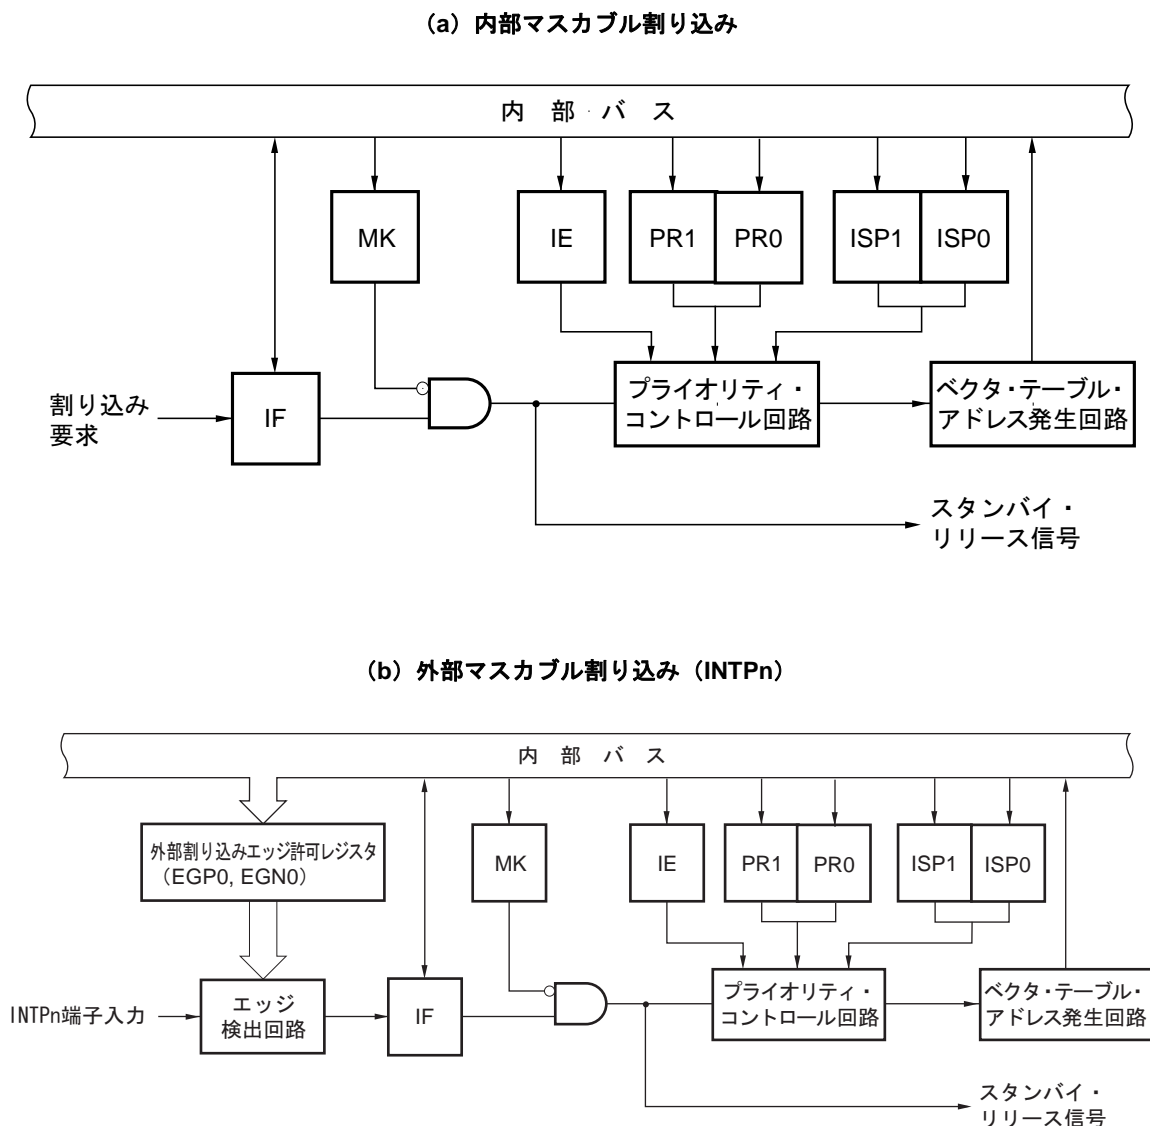 (a) 内部マスカブル割り込み
内 部 バ ス
MK
IE
PR1
PR0
ISP1
ISP0
割り込み
要求
IF
プライオリティ・
コントロール回路
ベクタ・テーブル・
アドレス発生回路
スタンバイ・
リリース信号
(b) 外部マスカブル割り込み (INTPn)
内 部 バ ス
外部割り込みエッジ許可レジスタ
(EGP0, EGN0)
MK
IE
PR1
PR0
ISP1
ISP0
INTPn端子入力
エッジ
検出回路
IF
プライオリティ・
コントロール回路
ベクタ・テーブル・
アドレス発生回路
スタンバイ・
リリース信号